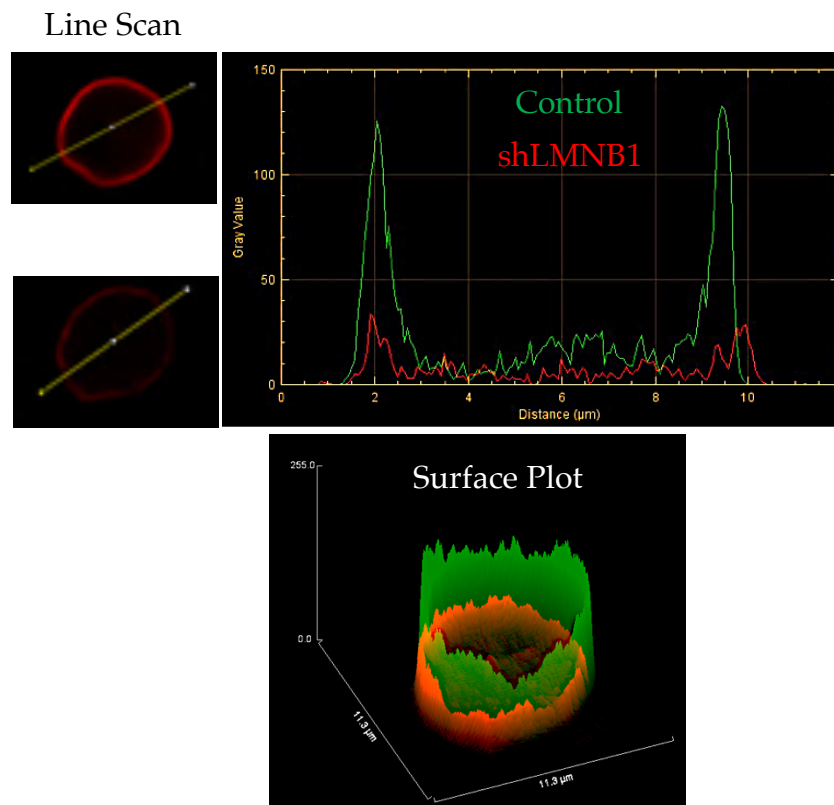 Line Scan
150
Control
shLMNB1
100
Gray Value
50
0
0 2 4 6 8 10
Distance (µm)
Surface Plot
255.0
0.0
11.3 µm
11.3 µm